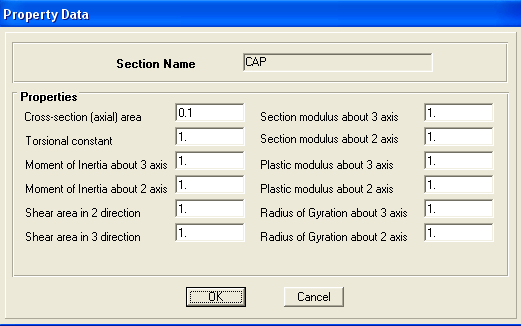 Property Data
Section Name CAP
Properties
Cross-section (axial) area 0.1 Section modulus about 3 axis 1.
Torsional constant 1. Section modulus about 2 axis 1.
Moment of Inertia about 3 axis 1. Plastic modulus about 3 axis 1.
Moment of Inertia about 2 axis 1. Plastic modulus about 2 axis 1.
Shear area in 2 direction 1. Radius of Gyration about 3 axis 1.
Shear area in 3 direction 1. Radius of Gyration about 2 axis 1.
OK Cancel